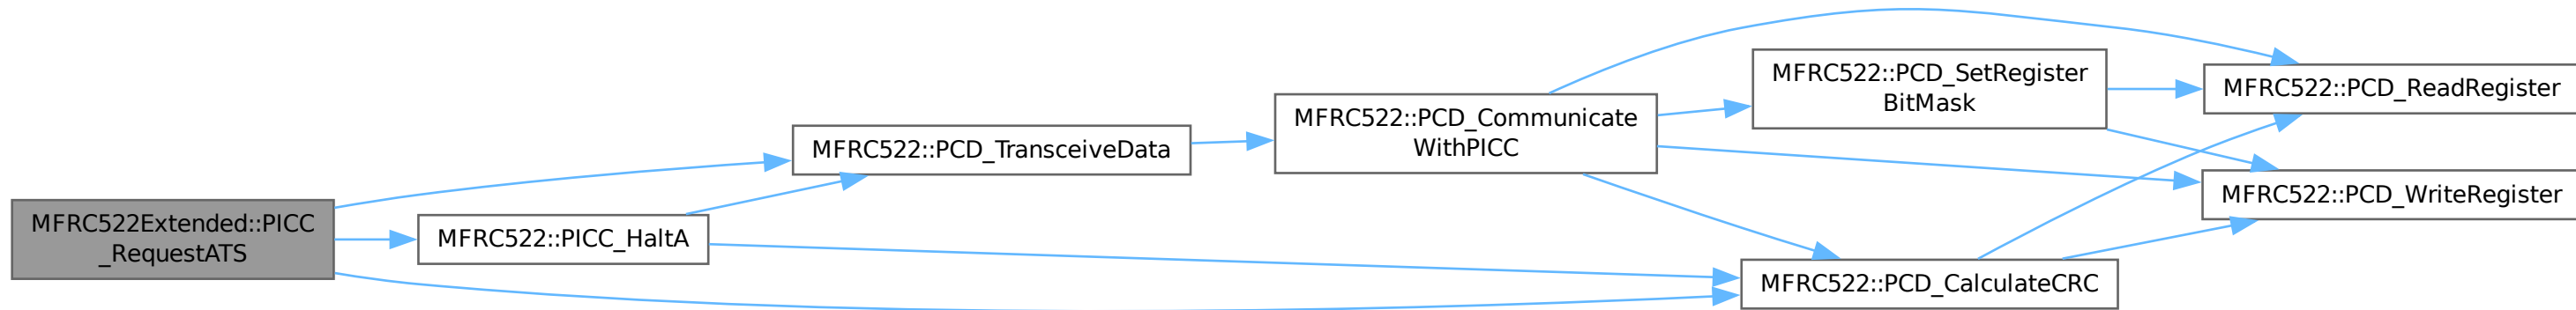 MFRC522Extended::PICC
_RequestATS
MFRC522::PICC_HaltA
MFRC522::PCD_TransceiveData
MFRC522::PCD_Communicate
WithPICC
MFRC522::PCD_SetRegister
BitMask
MFRC522::PCD_CalculateCRC
MFRC522::PCD_ReadRegister
MFRC522::PCD_WriteRegister